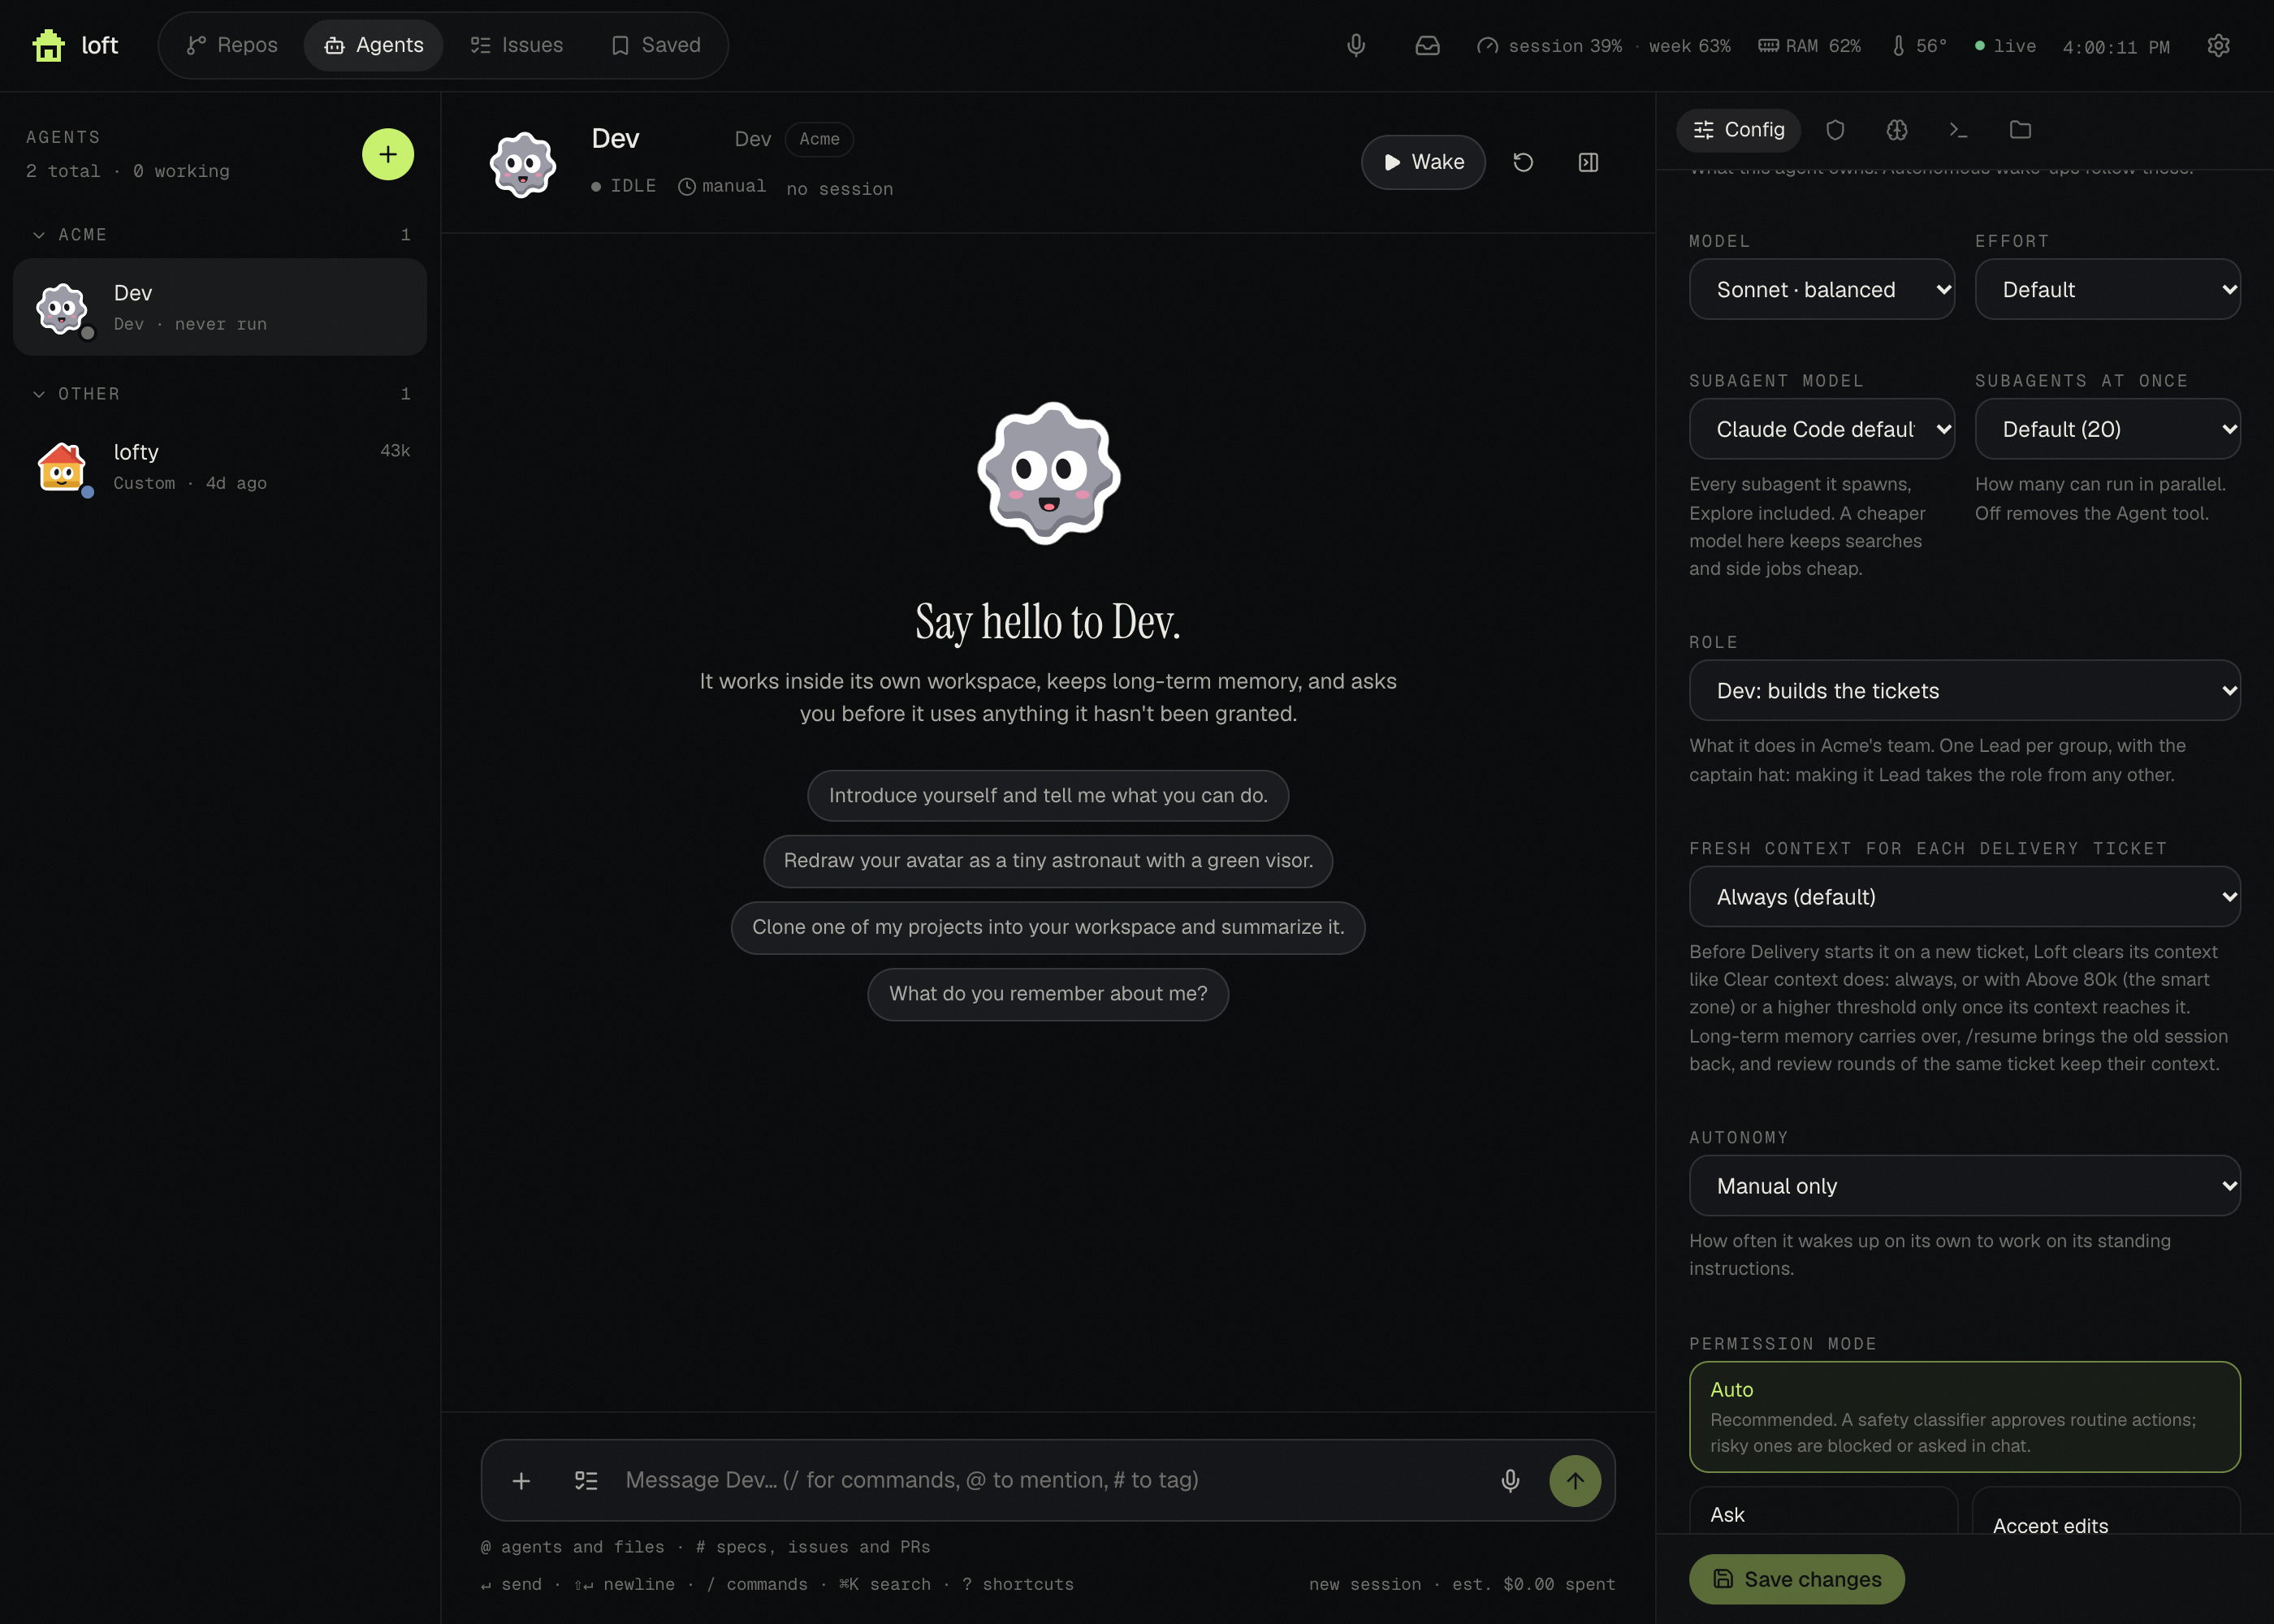 loft
Repos
Agents
Issues
Saved
session 39% · week 63%
RAM 62%
56°
live
4:00:11 PM
AGENTS
2 total · 0 working
ACME
1
Dev
Dev · never run
OTHER
1
lofty
43k
Custom · 4d ago
Dev
Dev
Acme
IDLE
manual
no session
Wake
Say hello to Dev.
It works inside its own workspace, keeps long-term memory, and asks
you before it uses anything it hasn't been granted.
Introduce yourself and tell me what you can do.
Redraw your avatar as a tiny astronaut with a green visor.
Clone one of my projects into your workspace and summarize it.
What do you remember about me?
Message Dev... (/ for commands, @ to mention, # to tag)
@ agents and files · # specs, issues and PRs
↵ send · ⇧↵ newline · / commands · ⌘K search · ? shortcuts
new session · est. $0.00 spent
Config
What this agent owns. Autonomous wake-ups follow these.
MODEL
EFFORT
Sonnet · balanced
Default
SUBAGENT MODEL
SUBAGENTS AT ONCE
Claude Code defaul
Default (20)
Every subagent it spawns,
Explore included. A cheaper
model here keeps searches
and side jobs cheap.
How many can run in parallel.
Off removes the Agent tool.
ROLE
Dev: builds the tickets
What it does in Acme's team. One Lead per group, with the
captain hat: making it Lead takes the role from any other.
FRESH CONTEXT FOR EACH DELIVERY TICKET
Always (default)
Before Delivery starts it on a new ticket, Loft clears its context
like Clear context does: always, or with Above 80k (the smart
zone) or a higher threshold only once its context reaches it.
Long-term memory carries over, /resume brings the old session
back, and review rounds of the same ticket keep their context.
AUTONOMY
Manual only
How often it wakes up on its own to work on its standing
instructions.
PERMISSION MODE
Auto
Recommended. A safety classifier approves routine actions;
risky ones are blocked or asked in chat.
Ask
Accept edits
Save changes